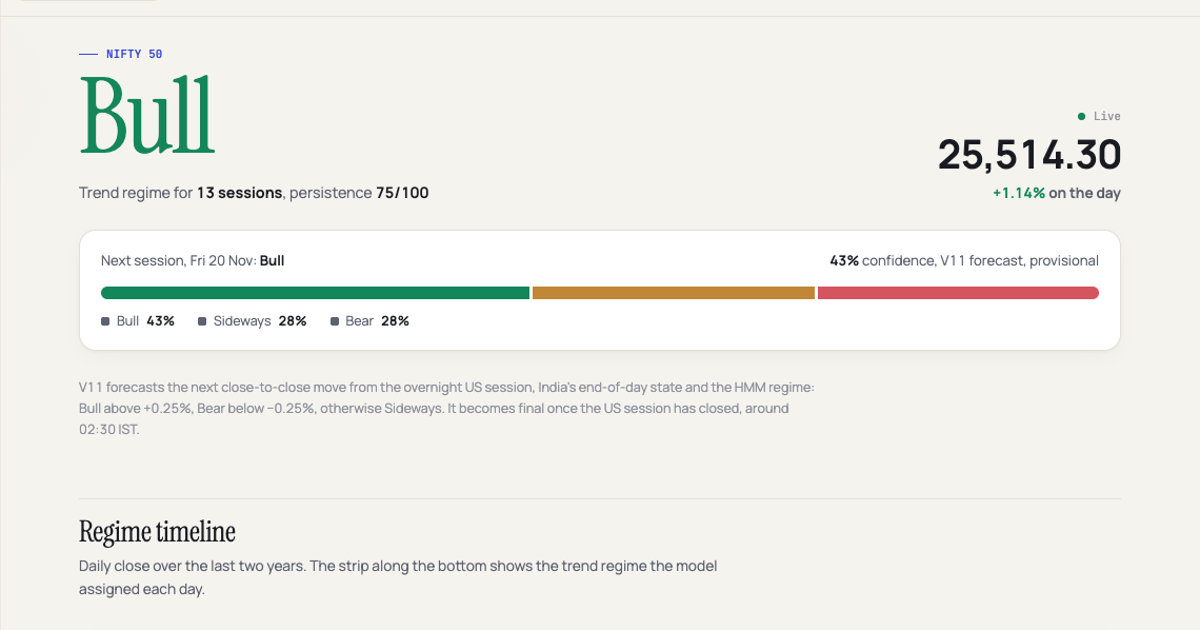 NIFTY 50
Bull
Live
25,514.30
Trend regime for 13 sessions, persistence 75/100
+1.14% on the day
Next session, Fri 20 Nov: Bull
43% confidence, V11 forecast, provisional
Bull 43% Sideways 28% Bear 28%
V11 forecasts the next close-to-close move from the overnight US session, India's end-of-day state and the HMM regime:
Bull above +0.25%, Bear below −0.25%, otherwise Sideways. It becomes final once the US session has closed, around
02:30 IST.
Regime timeline
Daily close over the last two years. The strip along the bottom shows the trend regime the model
assigned each day.